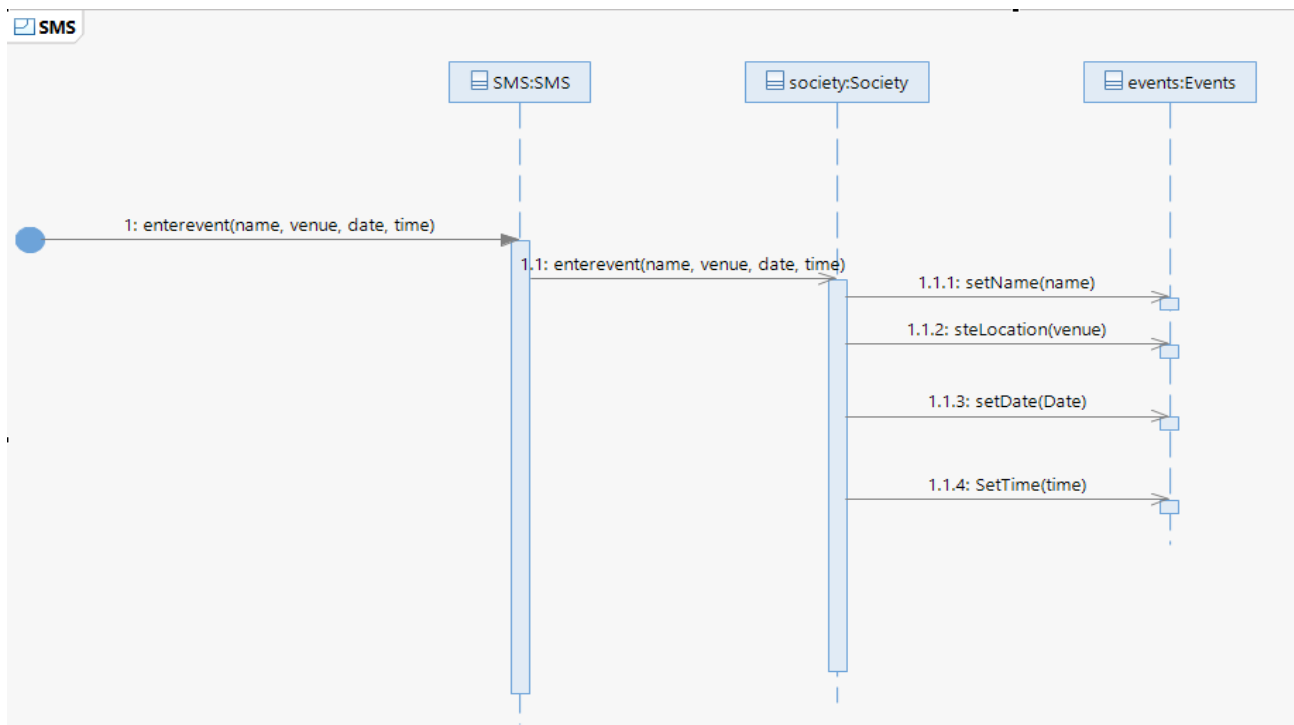 SMS
SMS:SMS
society:Society
events:Events
1: enterevent(name, venue, date, time)
1.1: enterevent(name, venue, date, time)
1.1.1: setName(name)
1.1.2: steLocation(venue)
1.1.3: setDate(Date)
1.1.4: SetTime(time)